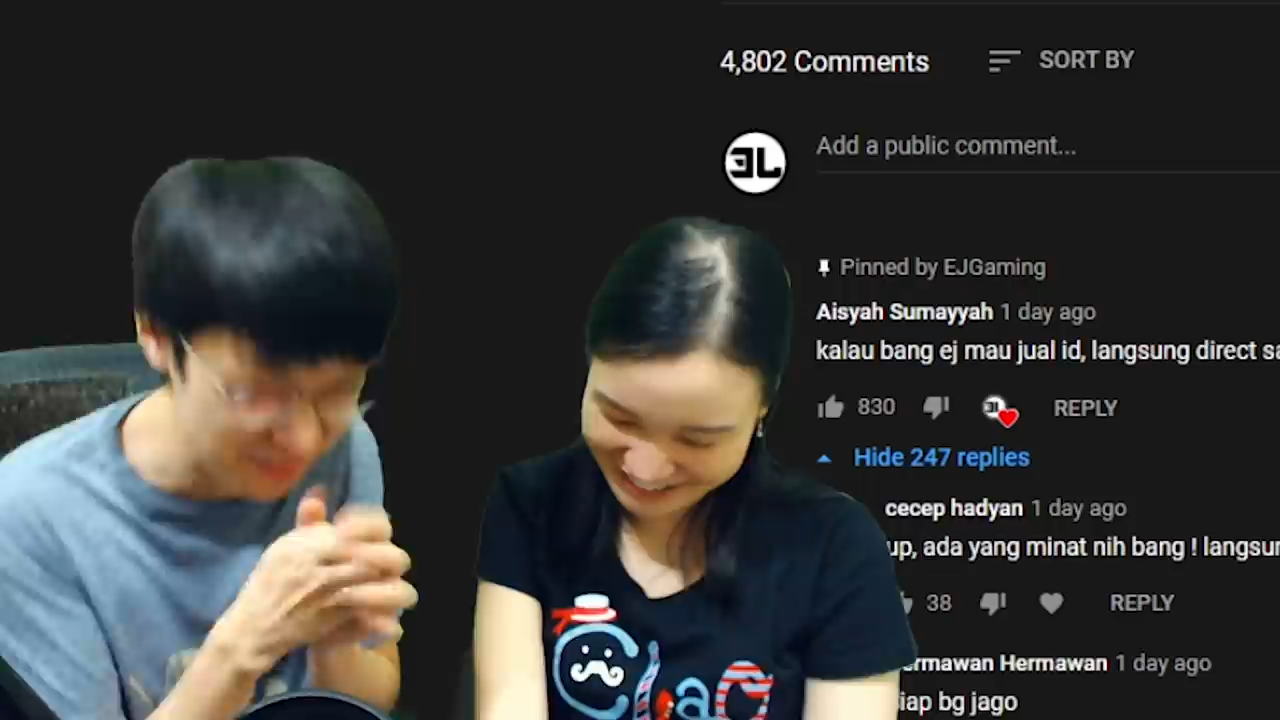 4,802 Comments
SORT BY
EJ
Add a public comment...
Pinned by EJGaming
Aisyah Sumayyah 1 day ago
kalau bang ej mau jual id, langsung direct
830
REPLY
Hide 247 replies
cecep hadyan 1 day ago
ada yang minat nih bang !
38
REPLY
Hermawan 1 day ago
bg jago
Ciao